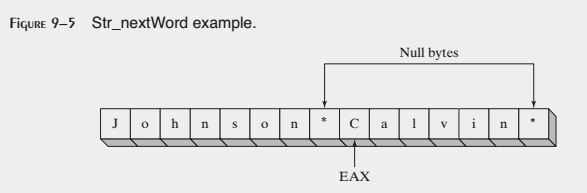 Figure 9–5 Str_nextWord example.
Null bytes
J o h n s o n * C a l v i n *
EAX